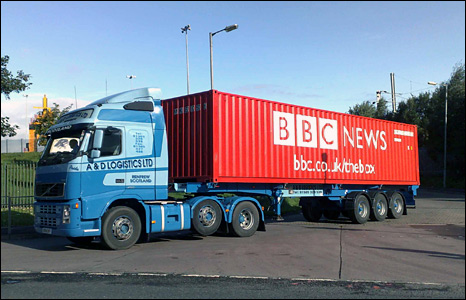 A & D LOGISTICS LTD
RENFREW
SCOTLAND
BBC NEWS
bbc.co.uk/thebox